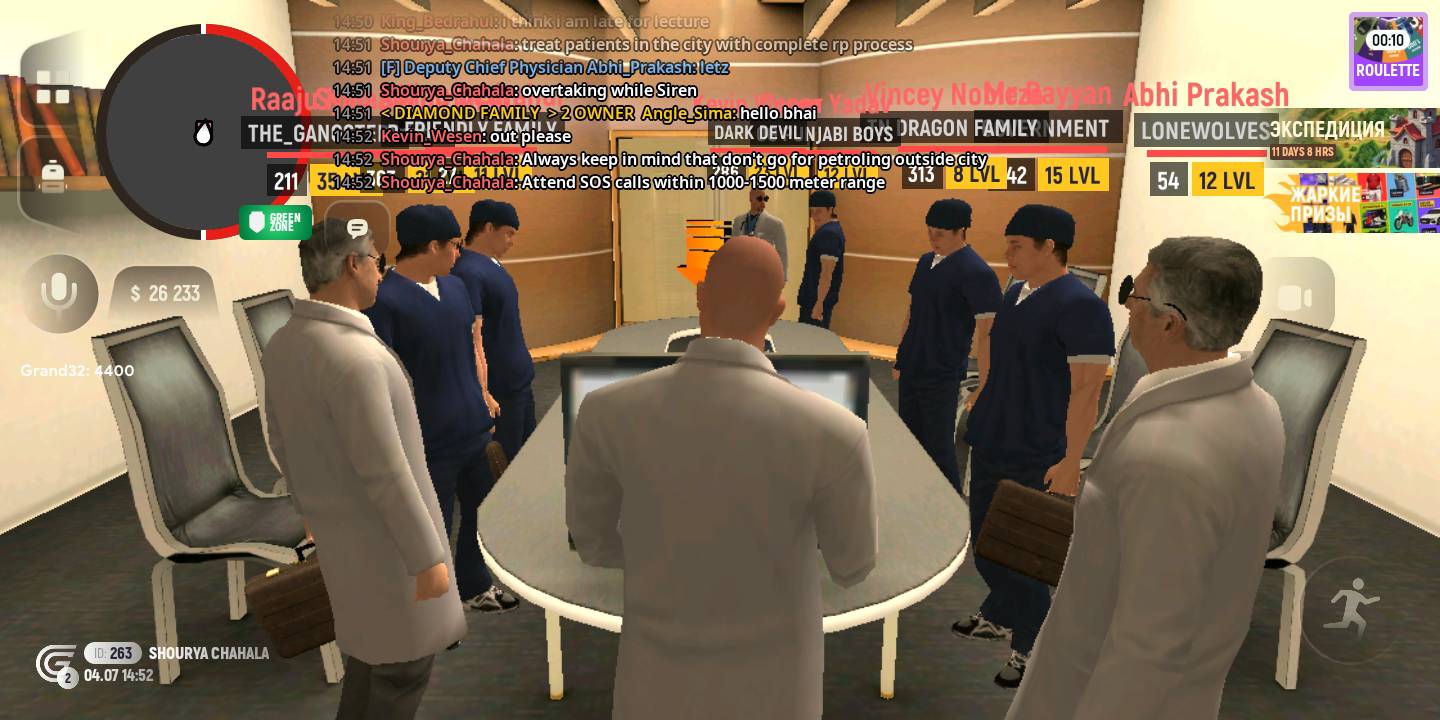 14:50 King_Bedrahul: i think i am late for lecture
14:51 Shourya_Chahala: treat patients in the city with complete rp process
14:51 [F] Deputy Chief Physician Abhi_Prakash: letz
14:51 Shourya_Chahala: overtaking while Siren
14:51 < DIAMOND FAMILY > 2 OWNER Angle_Sima: hello bhai
14:52 Kevin_Wesen: out please
14:52 Shourya_Chahala: Always keep in mind that don't go for petroling outside city
14:52 Shourya_Chahala: Attend SOS calls within 1000-1500 meter range
00:10
ROULETTE
Abhi Prakash
LONEWOLVES
54 12 LVL
DARK DEVIL
NJABI BOYS
DRAGON FAMILY
313 8 LVL
42 15 LVL
211
ЭКСПЕДИЦИЯ
11 DAYS 8 HRS
ЖАРКИЕ
ПРИЗЫ
GREEN
ZONE
$ 26 233
Grand32: 4400
ID: 263 SHOURYA CHAHALA
2 04.07 14:52